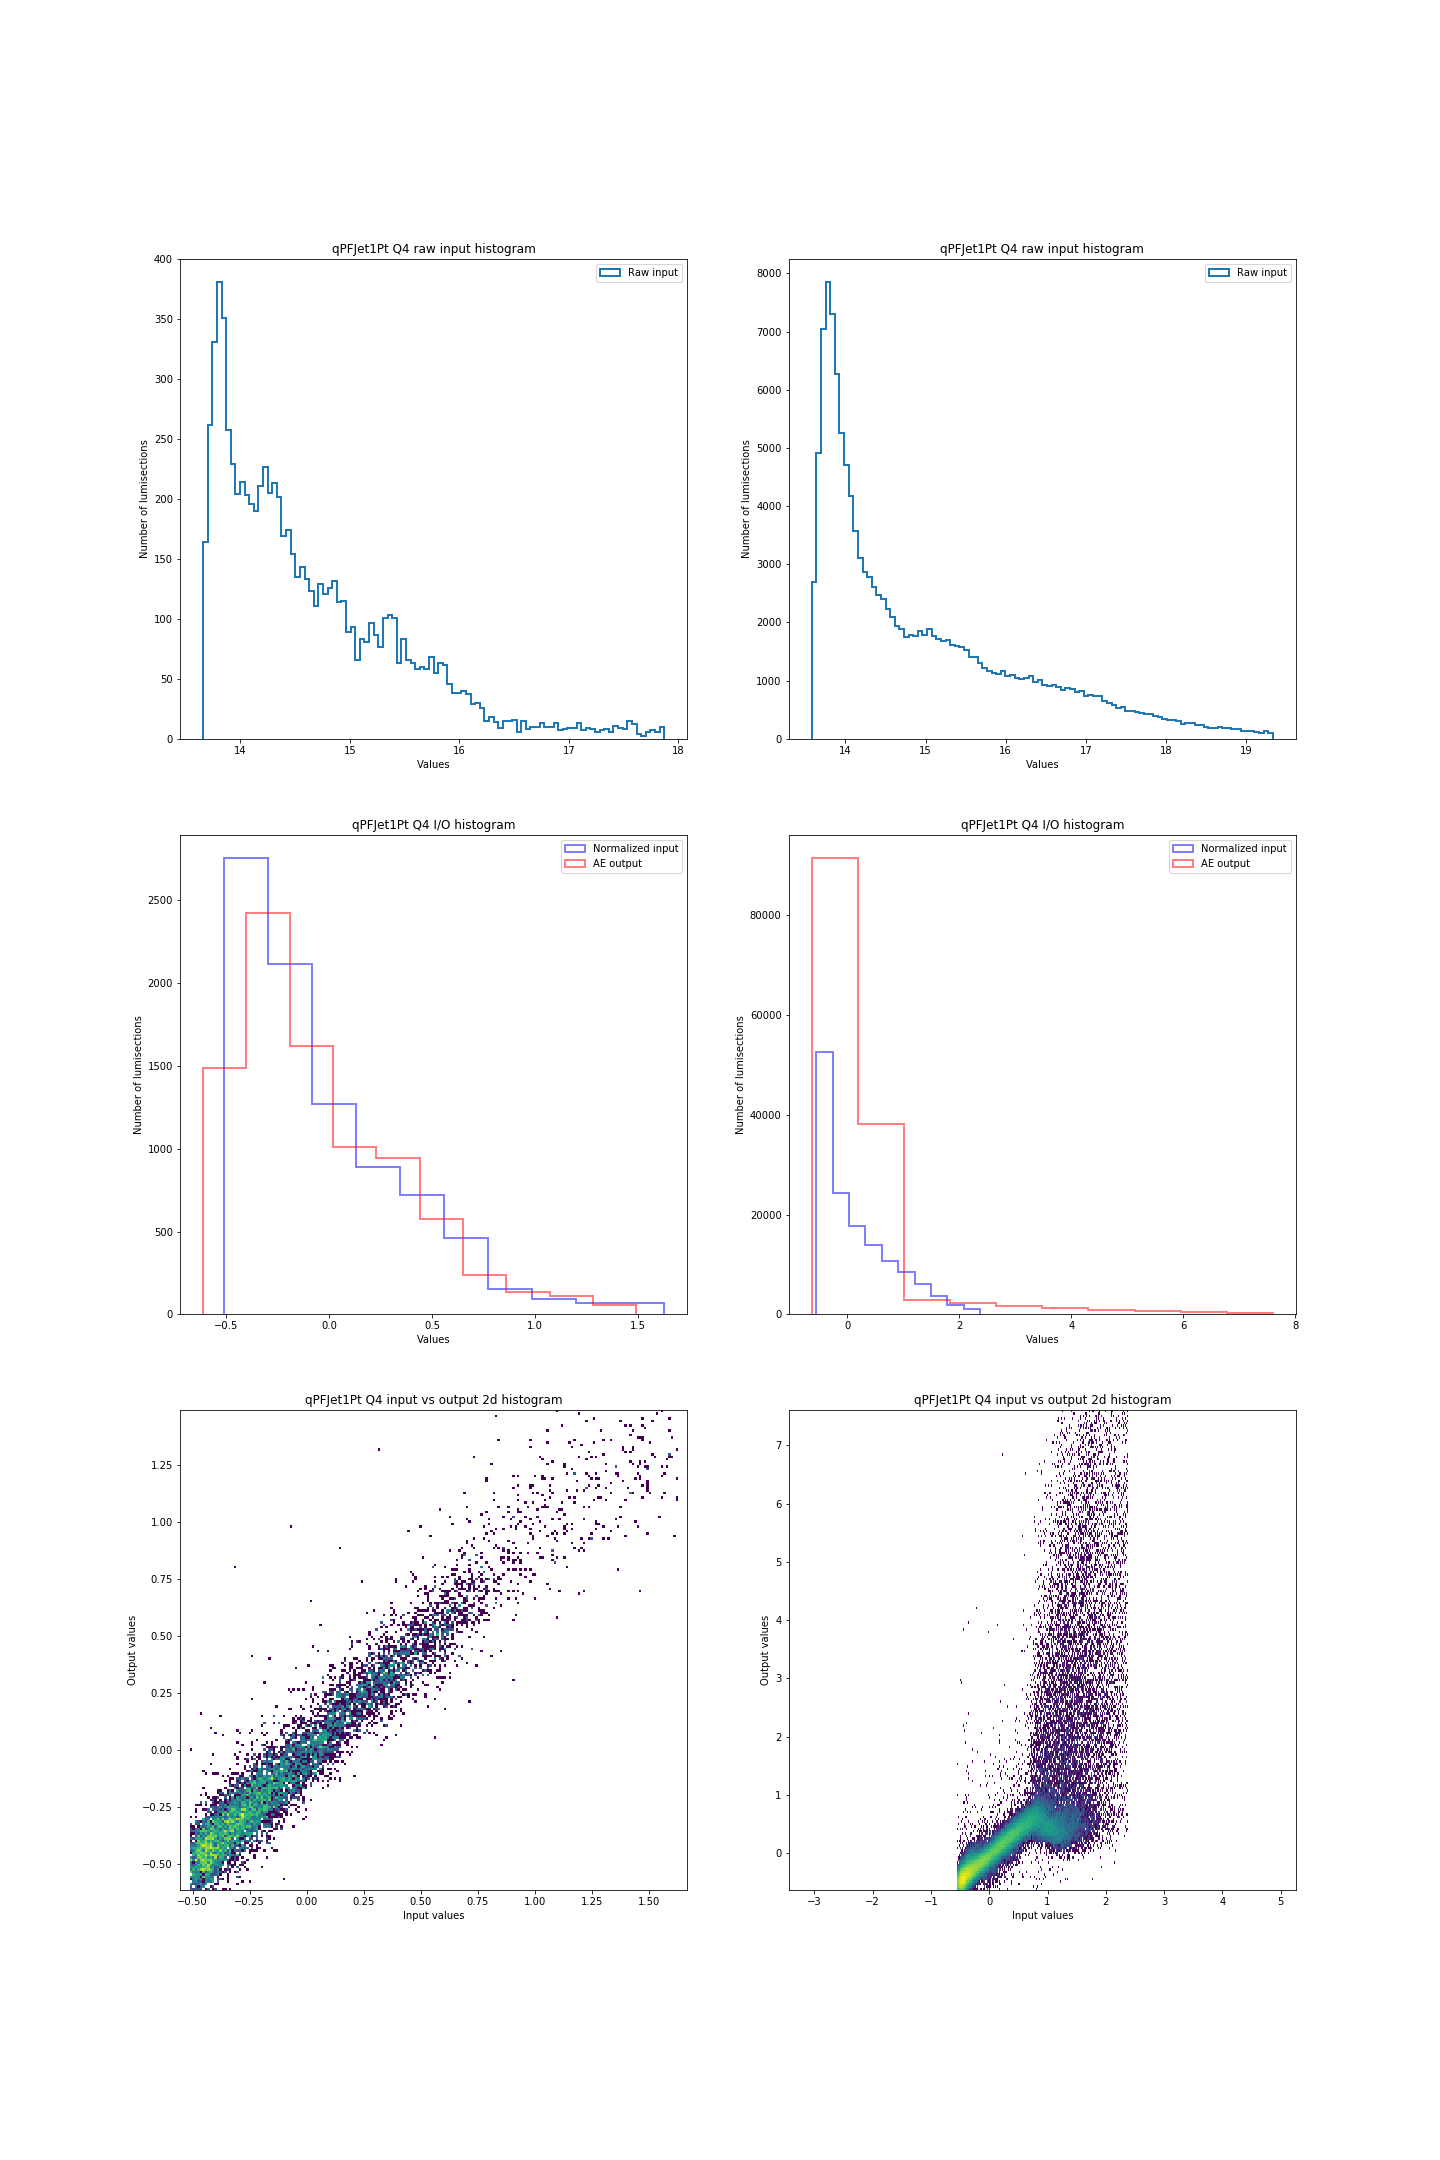 qPFJet1Pt Q4 raw input histogram
400
350
300
250
200
150
100
50
0
Number of lumisections
Raw input
14 15 16 17 18
Values
qPFJet1Pt Q4 raw input histogram
8000
7000
6000
5000
4000
3000
2000
1000
0
Number of lumisections
Raw input
14 15 16 17 18 19
Values
qPFJet1Pt Q4 I/O histogram
2500
2000
1500
1000
500
0
Number of lumisections
Normalized input
AE output
−0.5 0.0 0.5 1.0 1.5
Values
qPFJet1Pt Q4 I/O histogram
80000
60000
40000
20000
0
Number of lumisections
Normalized input
AE output
0 2 4 6 8
Values
qPFJet1Pt Q4 input vs output 2d histogram
1.25
1.00
0.75
0.50
0.25
0.00
−0.25
−0.50
Output values
−0.50 −0.25 0.00 0.25 0.50 0.75 1.00 1.25 1.50
Input values
qPFJet1Pt Q4 input vs output 2d histogram
7
6
5
4
3
2
1
0
Output values
−3 −2 −1 0 1 2 3 4 5
Input values